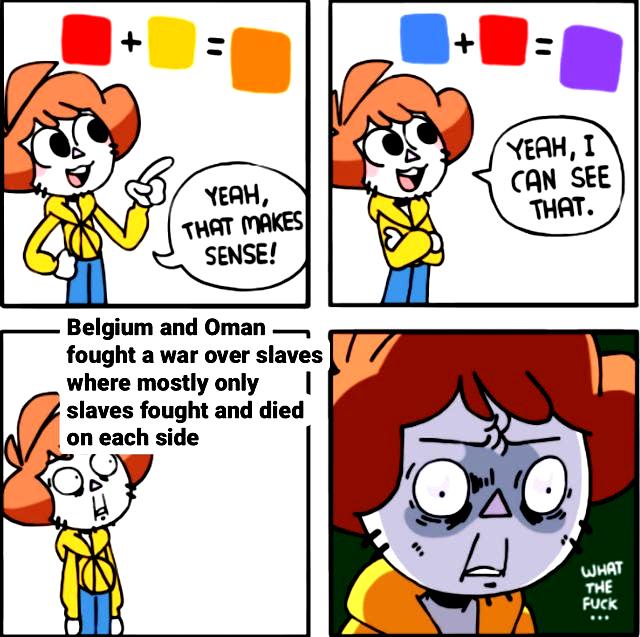 + =
YEAH,
THAT MAKES
SENSE!
+ =
YEAH, I
CAN SEE
THAT.
Belgium and Oman
fought a war over slaves
where mostly only
slaves fought and died
on each side
WHAT
THE
FUCK
...